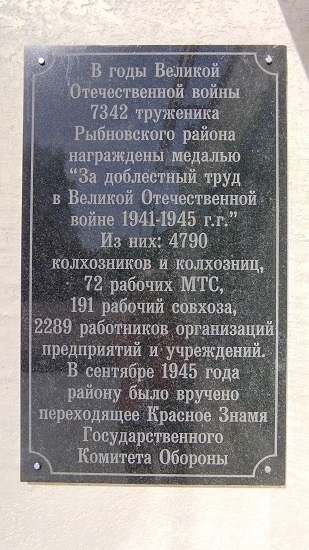 В годы Великой
Отечественной войны
7342 труженика
Рыбновского района
награждены медалью
"За доблестный труд
в Великой Отечественной
войне 1941-1945 г.г."
Из них: 4790
колхозников и колхозниц,
72 рабочих МТС,
191 рабочий совхоза,
2289 работников организаций
предприятий и учреждений.
В сентябре 1945 года
району было вручено
переходящее Красное Знамя
Государственного
Комитета Обороны